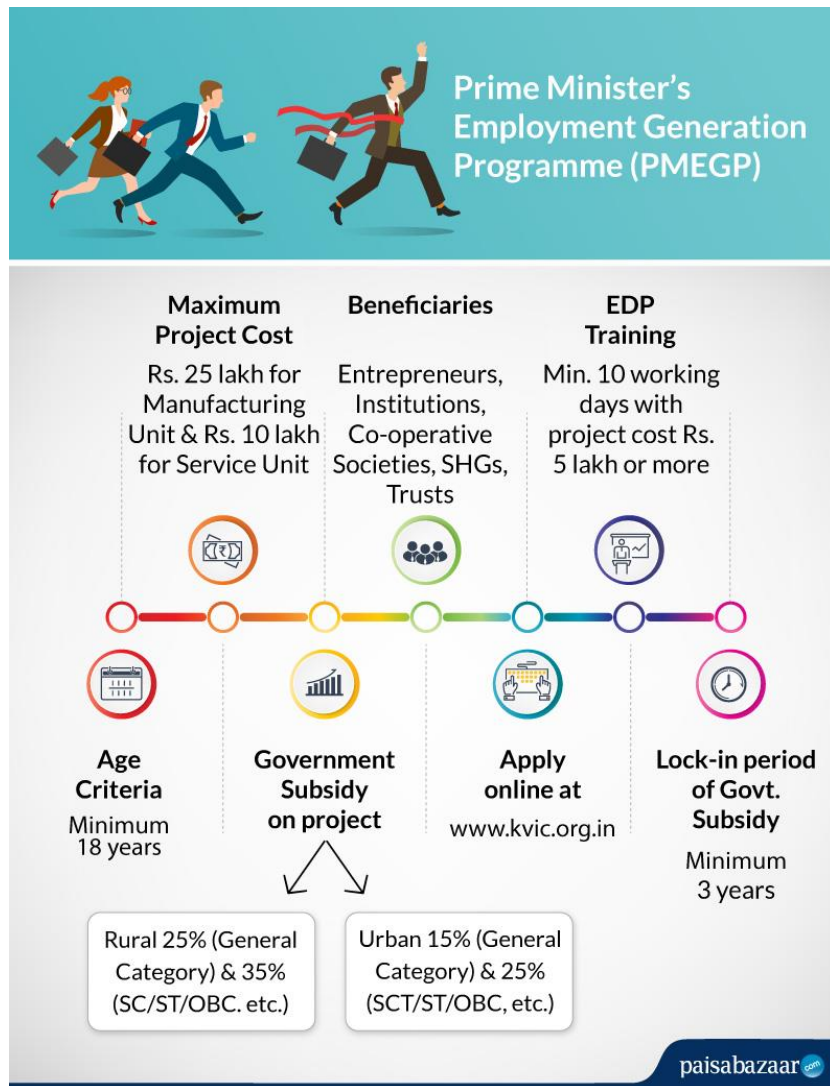 Prime Minister's
Employment Generation
Programme (PMEGP)
Maximum
Project Cost
Rs. 25 lakh for
Manufacturing
Unit & Rs. 10 lakh
for Service Unit
Beneficiaries
Entrepreneurs,
Institutions,
Co-operative
Societies, SHGs,
Trusts
EDP
Training
Min. 10 working
days with
project cost Rs.
5 lakh or more
Age
Criteria
Minimum
18 years
Government
Subsidy
on project
Rural 25% (General
Category) & 35%
(SC/ST/OBC. etc.)
Urban 15% (General
Category) & 25%
(SCT/ST/OBC, etc.)
Apply
online at
www.kvic.org.in
Lock-in period
of Govt.
Subsidy
Minimum
3 years
paisabazaar.com